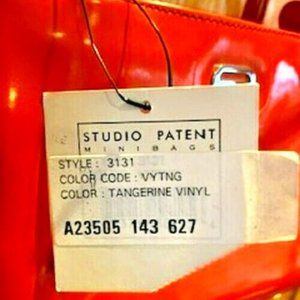 STUDIO PATENT
MINIBAGS
STYLE : 3131
COLOR CODE : VYTNG
COLOR : TANGERINE VINYL
A23505 143 627